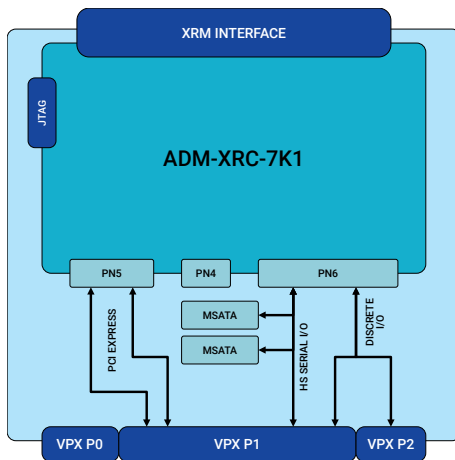 XRM INTERFACE
JTAG
ADM-XRC-7K1
PN5
PN4
PN6
MSATA
MSATA
PCI EXPRESS
HS SERIAL I/O
DISCRETE
I/O
VPX P0
VPX P1
VPX P2